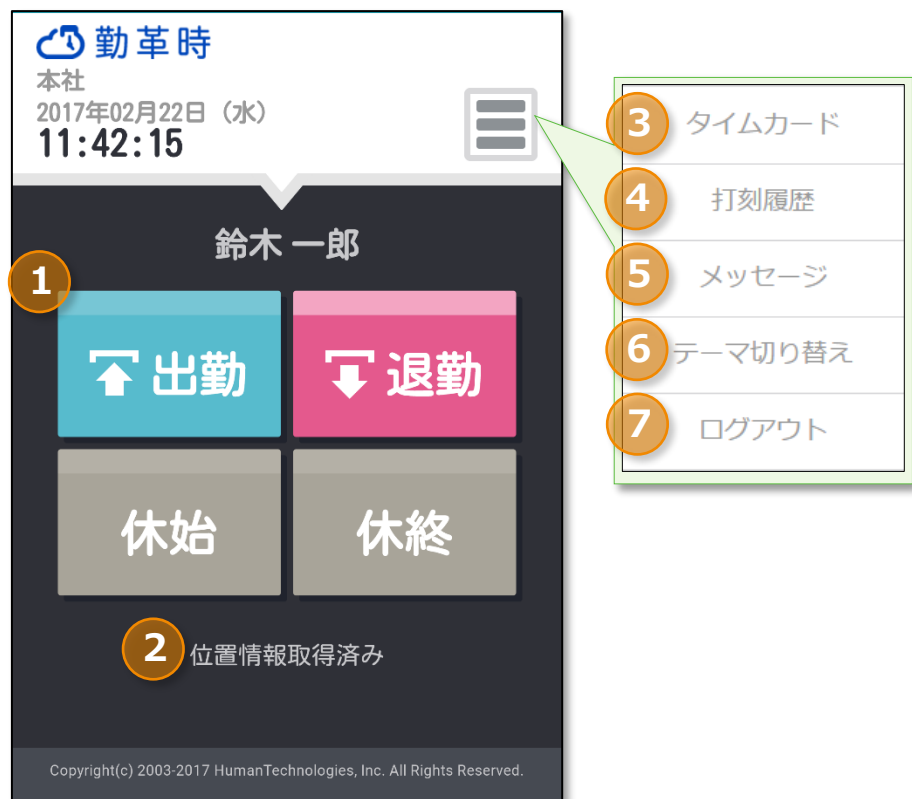 勤革時
本社
2017年02月22日（水）
11:42:15
鈴木 一郎
1
出勤
退勤
休始
休終
2 位置情報取得済み
Copyright(c) 2003-2017 HumanTechnologies, Inc. All Rights Reserved.
3 タイムカード
4 打刻履歴
5 メッセージ
6 テーマ切り替え
7 ログアウト